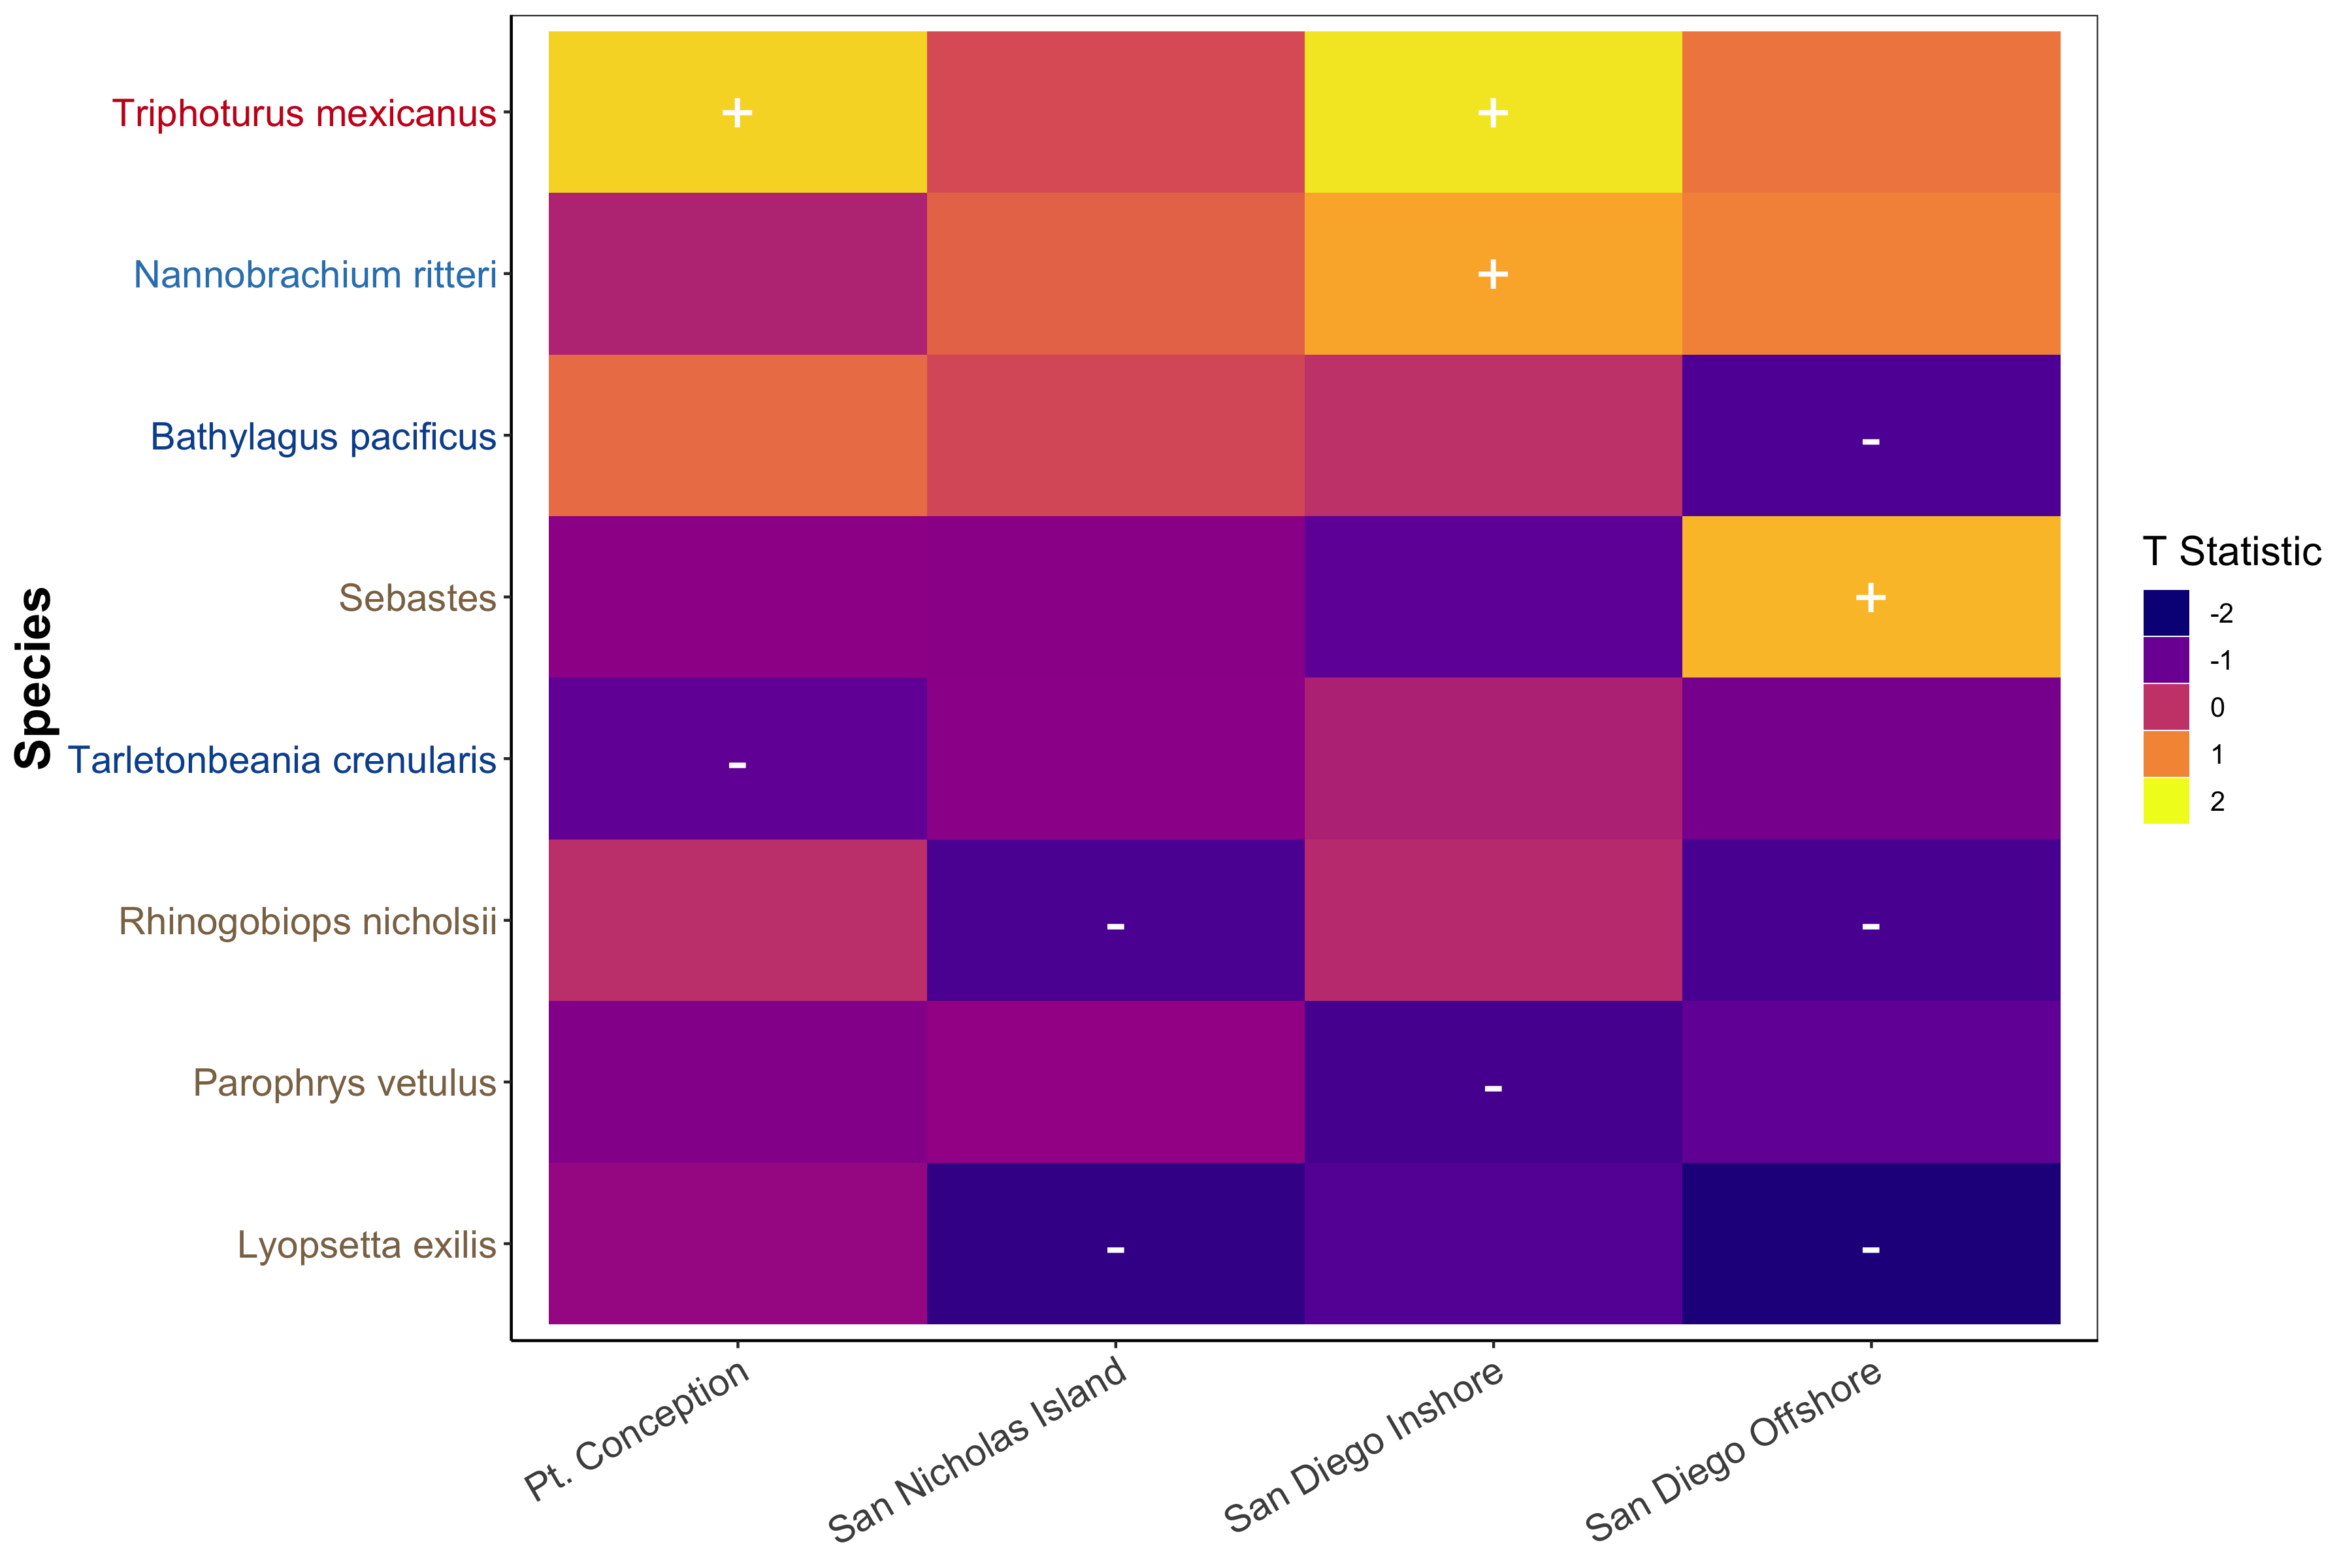 Species
Triphoturus mexicanus
+ +
Nannobrachium ritteri
+
Bathylagus pacificus
-
Sebastes
+
Tarletonbeania crenularis
-
Rhinogobiops nicholsii
- -
Parophrys vetulus
-
Lyopsetta exilis
- -
Pt. Conception
San Nicholas Island
San Diego Inshore
San Diego Offshore
T Statistic
-2
-1
0
1
2